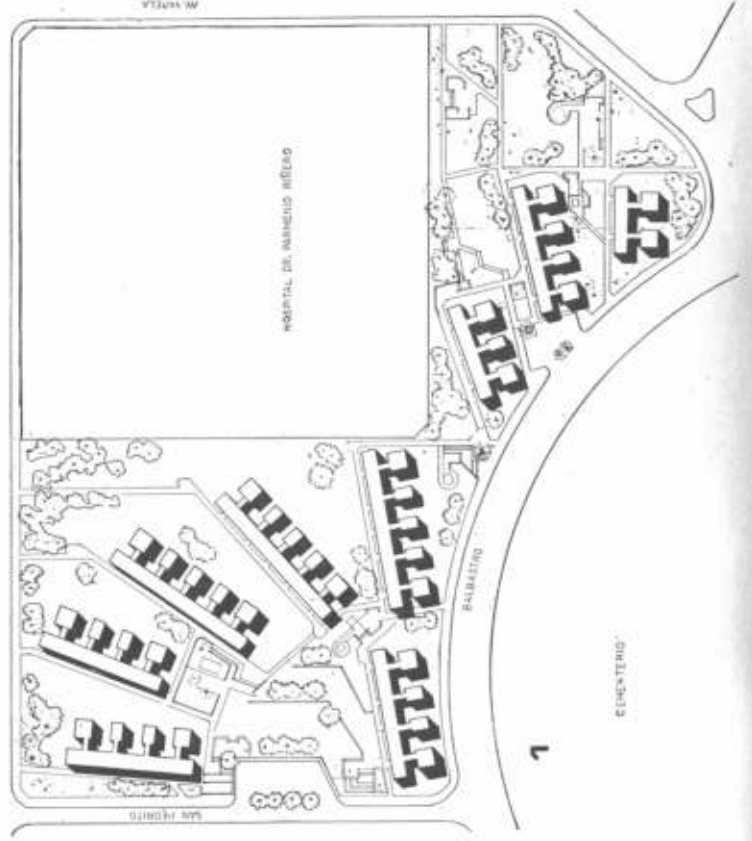 AV. VARELA
HOSPITAL DR. PARMENIO PIÑERO
BALBASTRO
CEMENTERIO
SAN PEDRITO